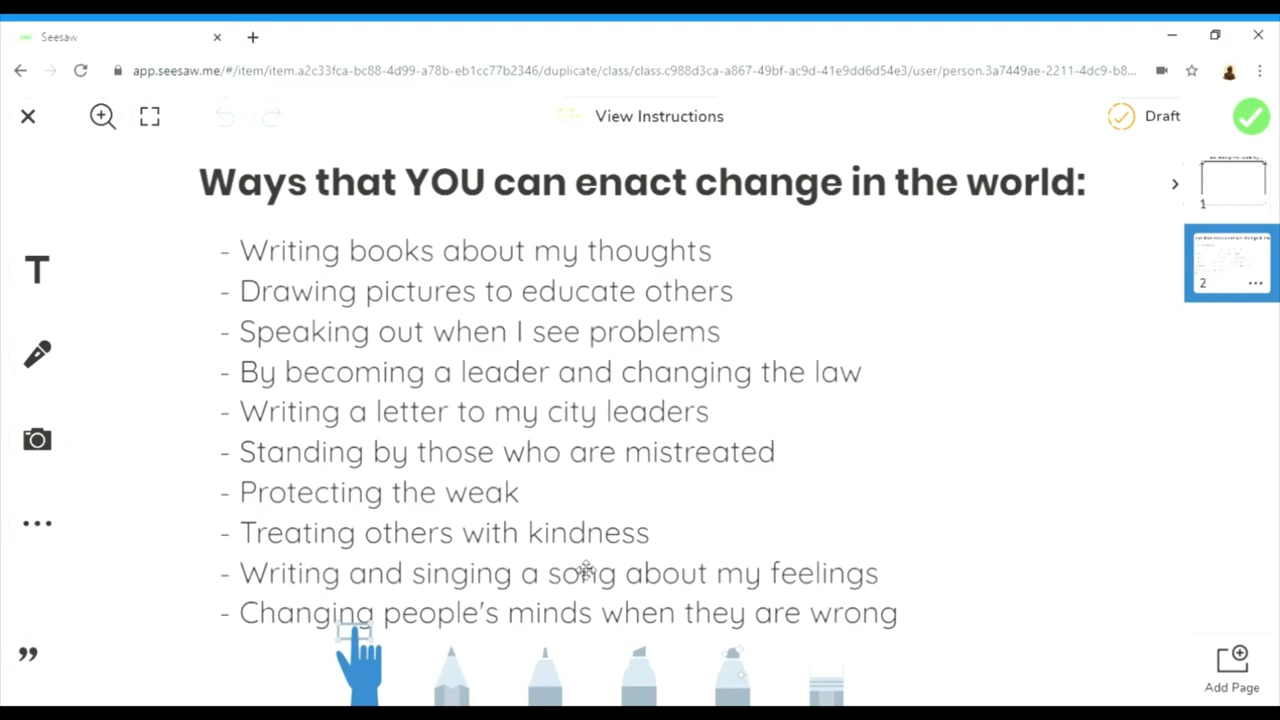 Seesaw
app.seesaw.me/#/item/item.a2c33fca-bc88-4d99-a78b-eb1cc77b2346/duplicate/class/class.c988d3ca-a867-49bf-ac9d-41e9dd6d54e3/user/person.3a7449ae-2211-4dc9-b8...
View Instructions
Draft
Ways that YOU can enact change in the world:
- Writing books about my thoughts
- Drawing pictures to educate others
- Speaking out when I see problems
- By becoming a leader and changing the law
- Writing a letter to my city leaders
- Standing by those who are mistreated
- Protecting the weak
- Treating others with kindness
- Writing and singing a song about my feelings
- Changing people's minds when they are wrong
T
1
2
Add Page